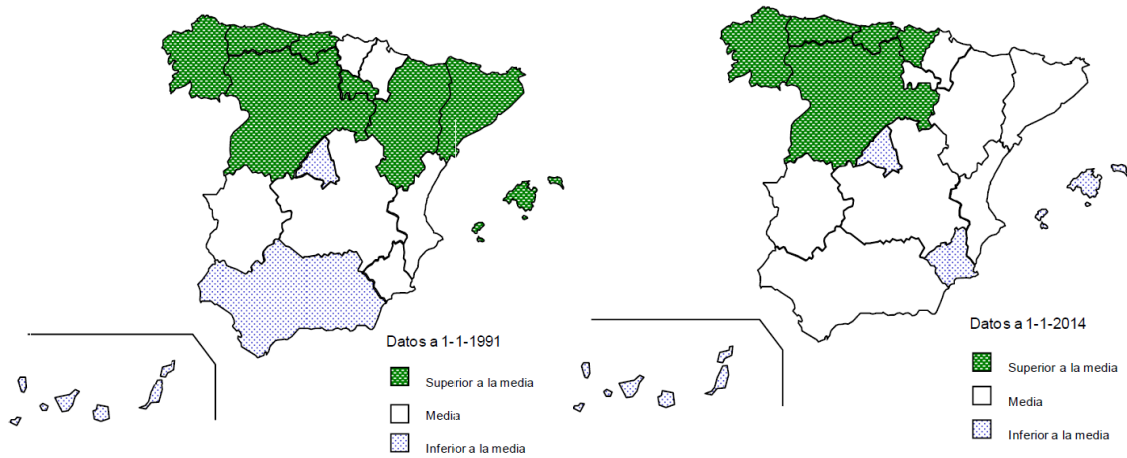 Datos a 1-1-1991
Superior a la media
Media
Inferior a la media
Datos a 1-1-2014
Superior a la media
Media
Inferior a la media